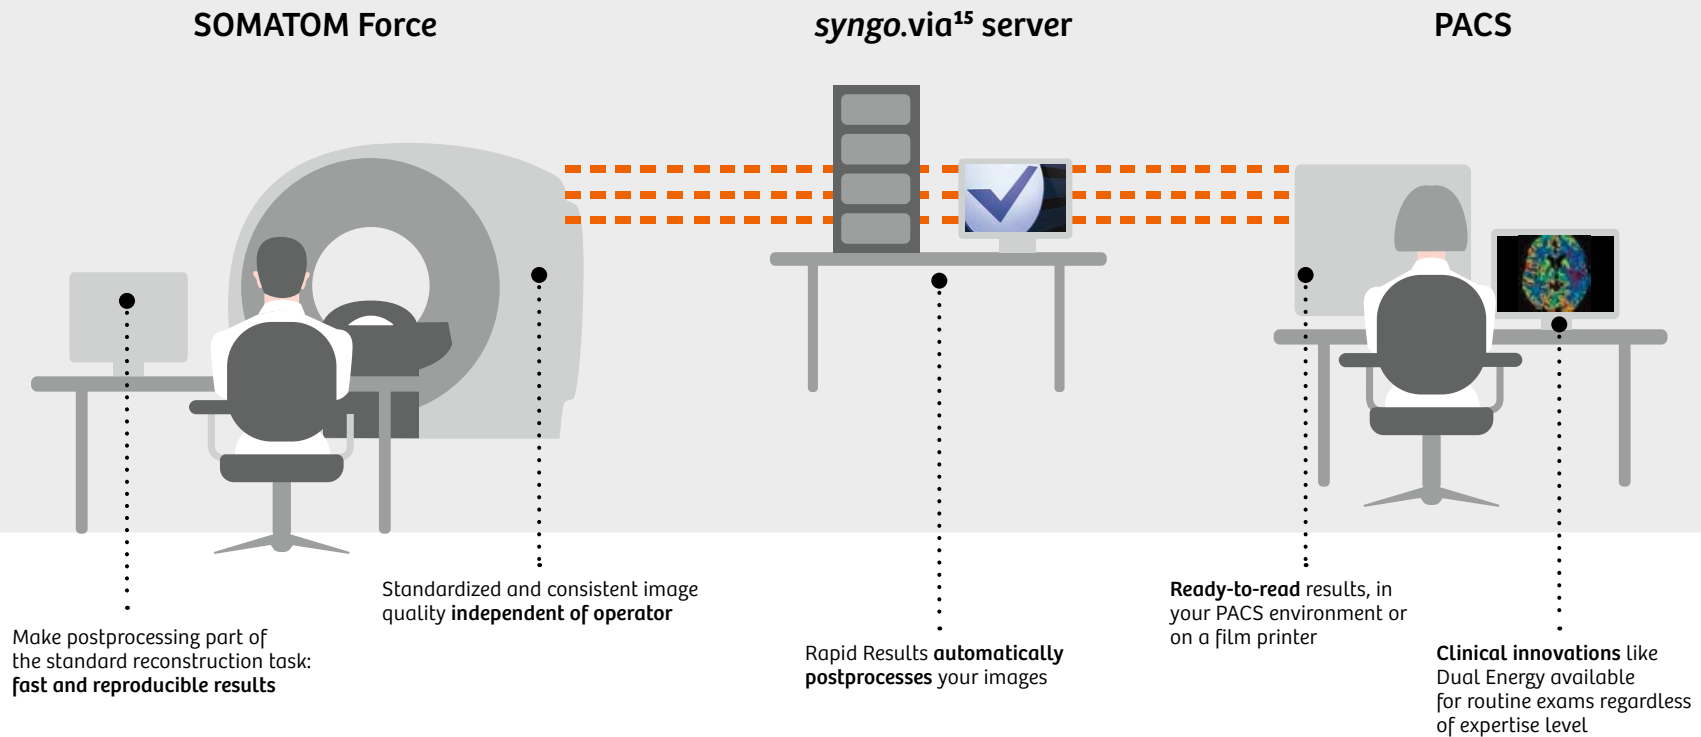 SOMATOM Force
syngo.via¹⁵ server
PACS
Make postprocessing part of
the standard reconstruction task:
fast and reproducible results
Standardized and consistent image
quality independent of operator
Rapid Results automatically
postprocesses your images
Ready-to-read results, in
your PACS environment or
on a film printer
Clinical innovations like
Dual Energy available
for routine exams regardless
of expertise level